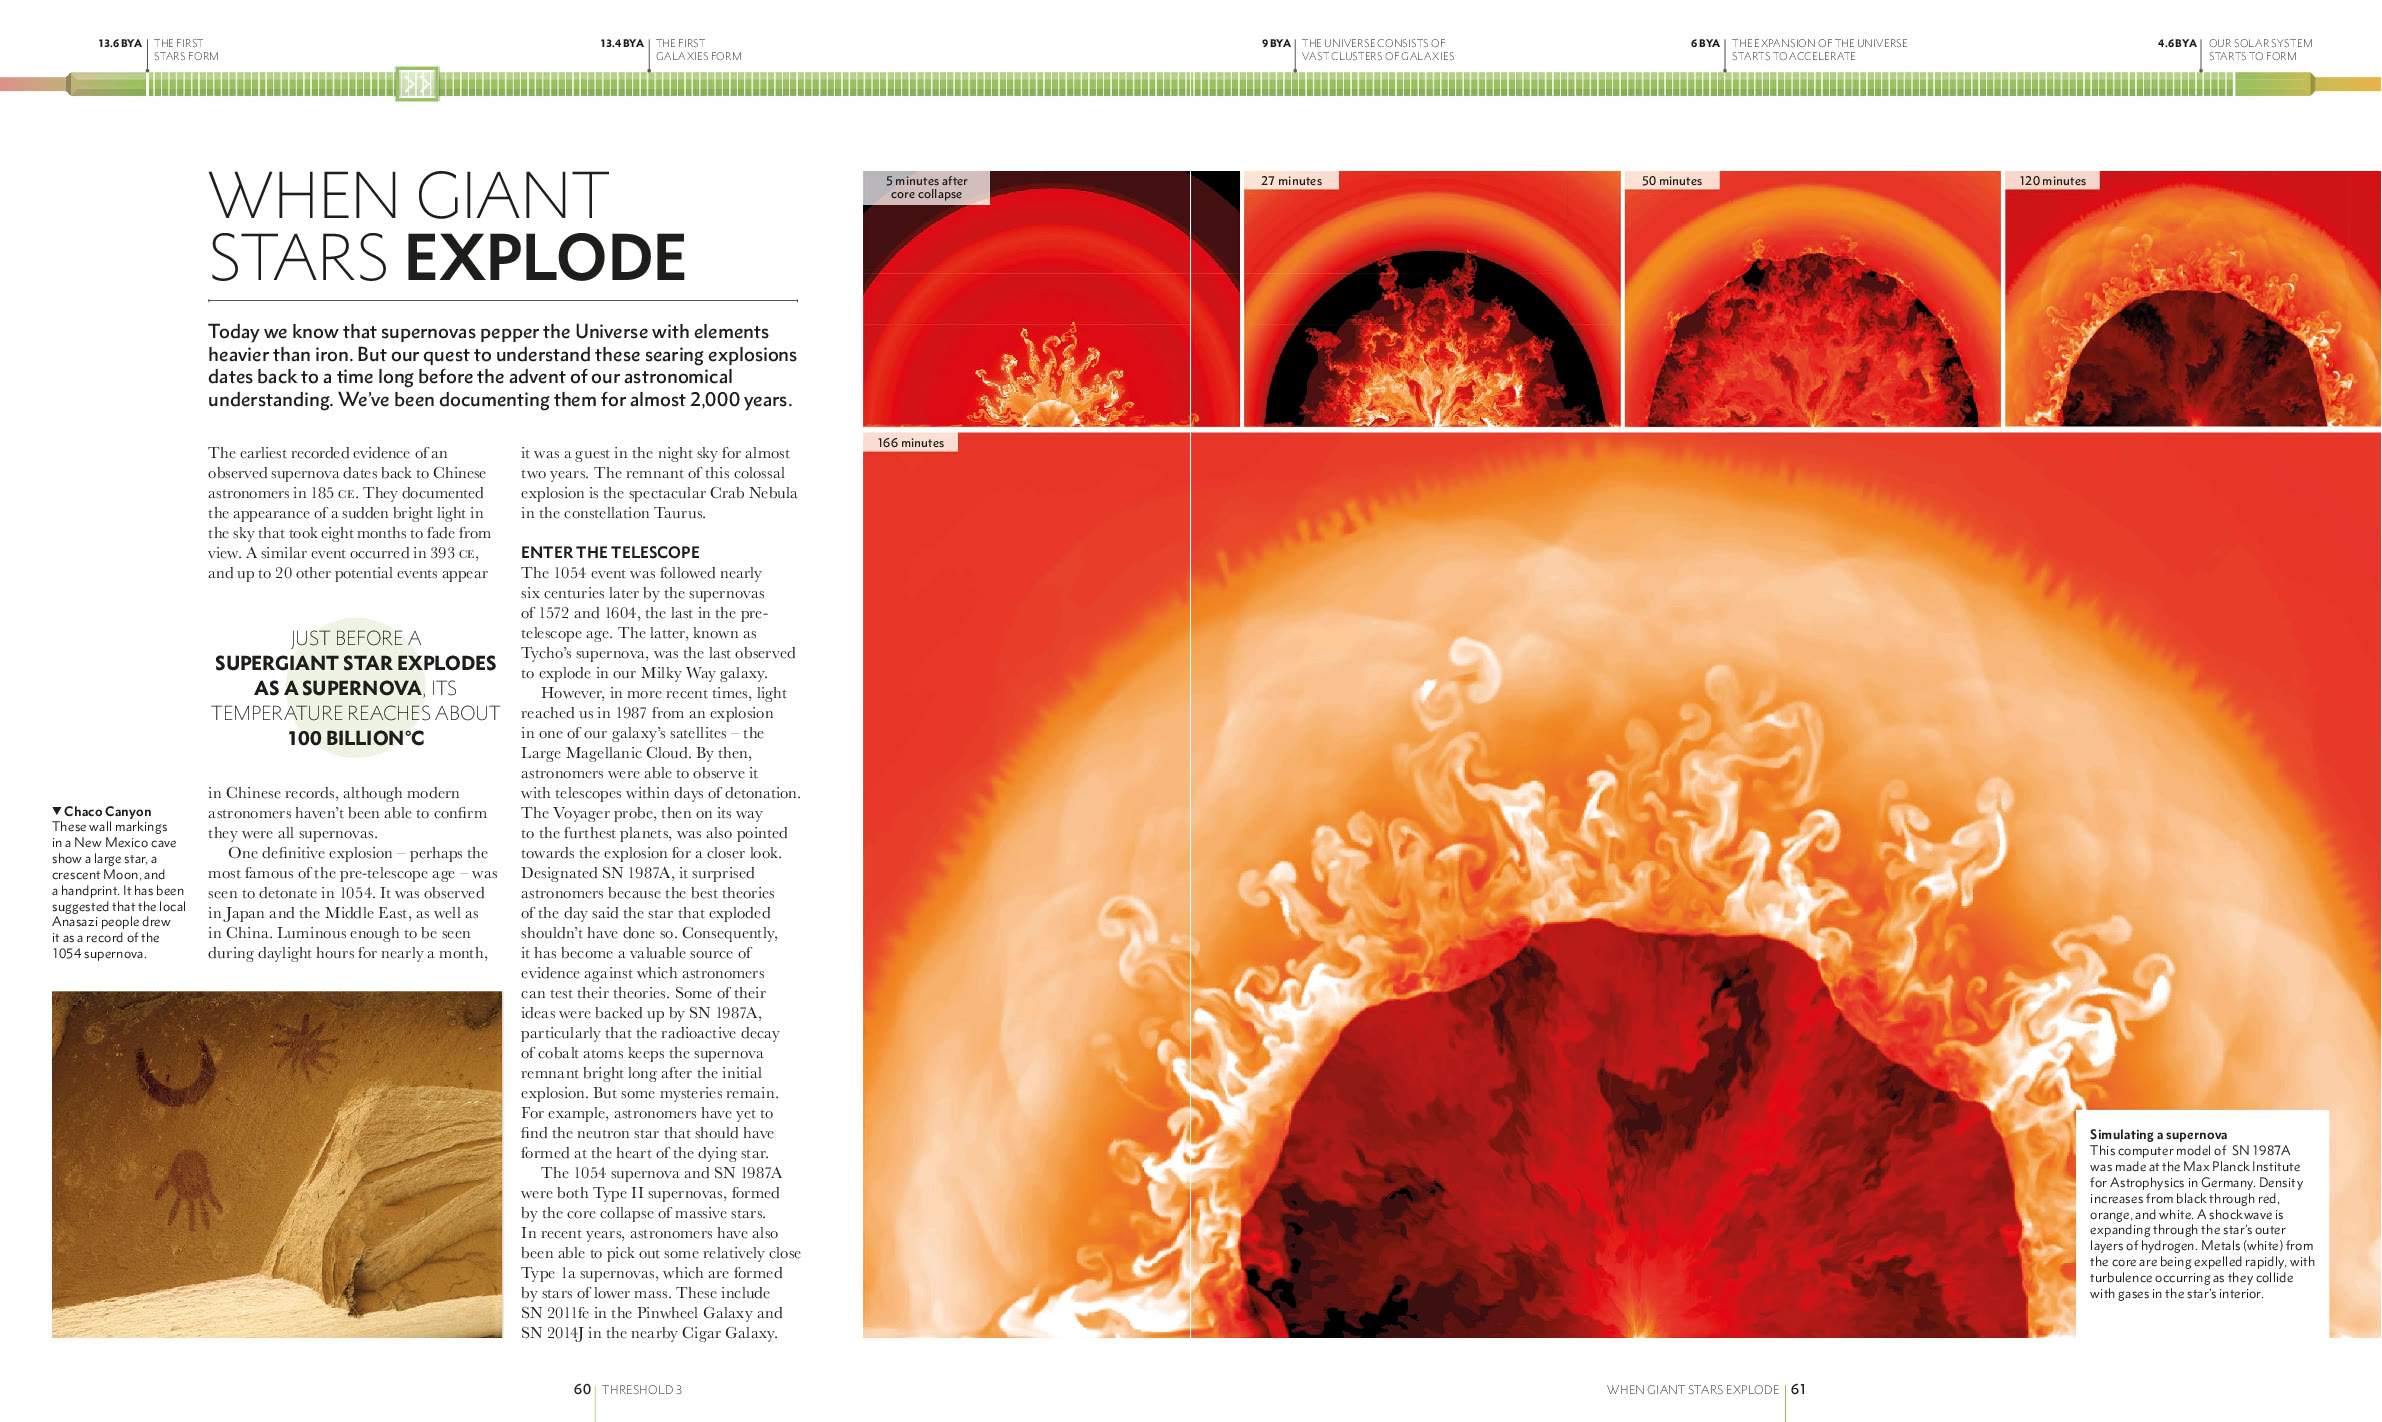 13.6 BYA THE FIRST
STARS FORM
13.4 BYA THE FIRST
GALAXIES FORM
9 BYA THE UNIVERSE CONSISTS OF
VAST CLUSTERS OF GALAXIES
6 BYA THE EXPANSION OF THE UNIVERSE
STARTS TO ACCELERATE
4.6 BYA OUR SOLAR SYSTEM
STARTS TO FORM
WHEN GIANT
STARS EXPLODE
Today we know that supernovas pepper the Universe with elements
heavier than iron. But our quest to understand these searing explosions
dates back to a time long before the advent of our astronomical
understanding. We've been documenting them for almost 2,000 years.
The earliest recorded evidence of an
observed supernova dates back to Chinese
astronomers in 185 CE. They documented
the appearance of a sudden bright light in
the sky that took eight months to fade from
view. A similar event occurred in 393 CE,
and up to 20 other potential events appear
JUST BEFORE A
SUPERGIANT STAR EXPLODES
AS A SUPERNOVA, ITS
TEMPERATURE REACHES ABOUT
100 BILLION°C
in Chinese records, although modern
astronomers haven't been able to confirm
they were all supernovas.
One definitive explosion – perhaps the
most famous of the pre-telescope age – was
seen to detonate in 1054. It was observed
in Japan and the Middle East, as well as
in China. Luminous enough to be seen
during daylight hours for nearly a month,
▼ Chaco Canyon
These wall markings
in a New Mexico cave
show a large star, a
crescent Moon, and
a handprint. It has been
suggested that the local
Anasazi people drew
it as a record of the
1054 supernova.
it was a guest in the night sky for almost
two years. The remnant of this colossal
explosion is the spectacular Crab Nebula
in the constellation Taurus.
ENTER THE TELESCOPE
The 1054 event was followed nearly
six centuries later by the supernovas
of 1572 and 1604, the last in the pre-
telescope age. The latter, known as
Tycho's supernova, was the last observed
to explode in our Milky Way galaxy.
However, in more recent times, light
reached us in 1987 from an explosion
in one of our galaxy's satellites – the
Large Magellanic Cloud. By then,
astronomers were able to observe it
with telescopes within days of detonation.
The Voyager probe, then on its way
to the furthest planets, was also pointed
towards the explosion for a closer look.
Designated SN 1987A, it surprised
astronomers because the best theories
of the day said the star that exploded
shouldn't have done so. Consequently,
it has become a valuable source of
evidence against which astronomers
can test their theories. Some of their
ideas were backed up by SN 1987A,
particularly that the radioactive decay
of cobalt atoms keeps the supernova
remnant bright long after the initial
explosion. But some mysteries remain.
For example, astronomers have yet to
find the neutron star that should have
formed at the heart of the dying star.
The 1054 supernova and SN 1987A
were both Type II supernovas, formed
by the core collapse of massive stars.
In recent years, astronomers have also
been able to pick out some relatively close
Type 1a supernovas, which are formed
by stars of lower mass. These include
SN 2011fe in the Pinwheel Galaxy and
SN 2014J in the nearby Cigar Galaxy.
5 minutes after
core collapse
27 minutes
50 minutes
120 minutes
166 minutes
Simulating a supernova
This computer model of SN 1987A
was made at the Max Planck Institute
for Astrophysics in Germany. Density
increases from black through red,
orange, and white. A shockwave is
expanding through the star's outer
layers of hydrogen. Metals (white) from
the core are being expelled rapidly, with
turbulence occurring as they collide
with gases in the star's interior.
60 THRESHOLD 3
WHEN GIANT STARS EXPLODE 61